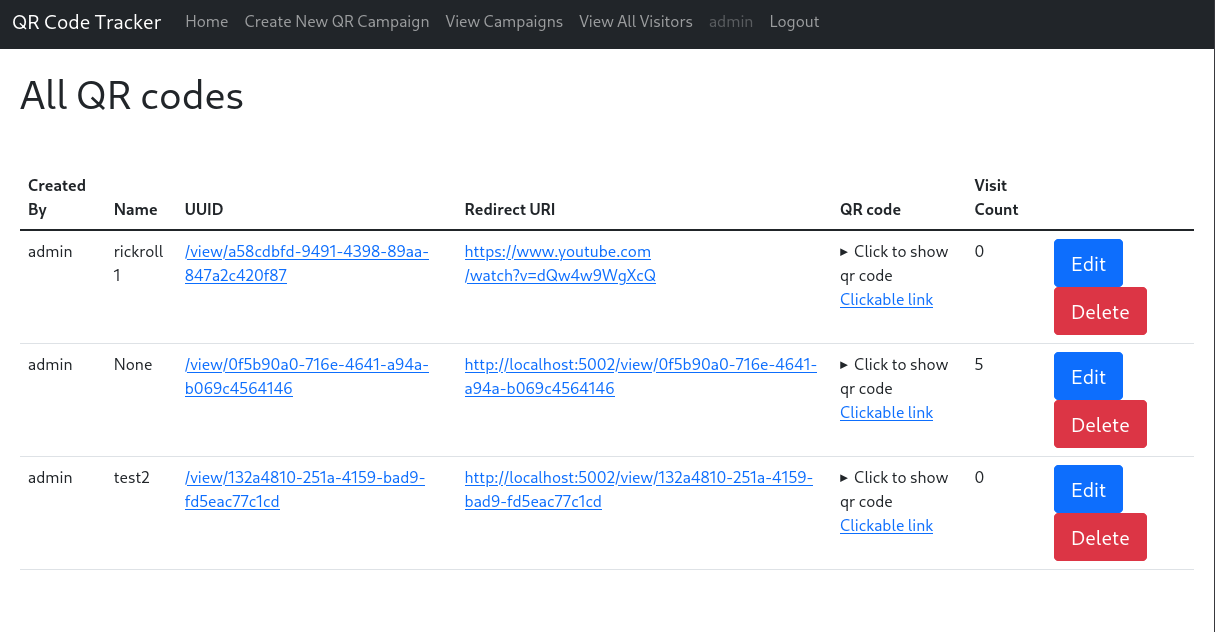 QR Code Tracker Home Create New QR Campaign View Campaigns View All Visitors admin Logout
All QR codes
Created By Name UUID Redirect URI QR code Visit Count
admin
rickroll 1
/view/a58cdbfd-9491-4398-89aa-
847a2c420f87
https://www.youtube.com
/watch?v=dQw4w9WgXcQ
▸ Click to show
qr code
Clickable link
0
Edit
Delete
admin
None
/view/0f5b90a0-716e-4641-a94a-
b069c4564146
http://localhost:5002/view/0f5b90a0-716e-4641-
a94a-b069c4564146
▸ Click to show
qr code
Clickable link
5
Edit
Delete
admin
test2
/view/132a4810-251a-4159-bad9-
fd5eac77c1cd
http://localhost:5002/view/132a4810-251a-4159-
bad9-fd5eac77c1cd
▸ Click to show
qr code
Clickable link
0
Edit
Delete